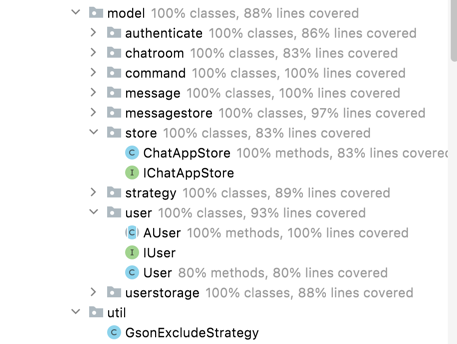 model 100% classes, 88% lines covered
authenticate 100% classes, 86% lines covered
chatroom 100% classes, 83% lines covered
command 100% classes, 100% lines covered
message 100% classes, 100% lines covered
messagestore 100% classes, 97% lines covered
store 100% classes, 83% lines covered
C ChatAppStore 100% methods, 83% lines covered
I IChatAppStore
strategy 100% classes, 89% lines covered
user 100% classes, 93% lines covered
C AUser 100% methods, 100% lines covered
I IUser
C User 80% methods, 80% lines covered
userstorage 100% classes, 88% lines covered
util
C GsonExcludeStrategy